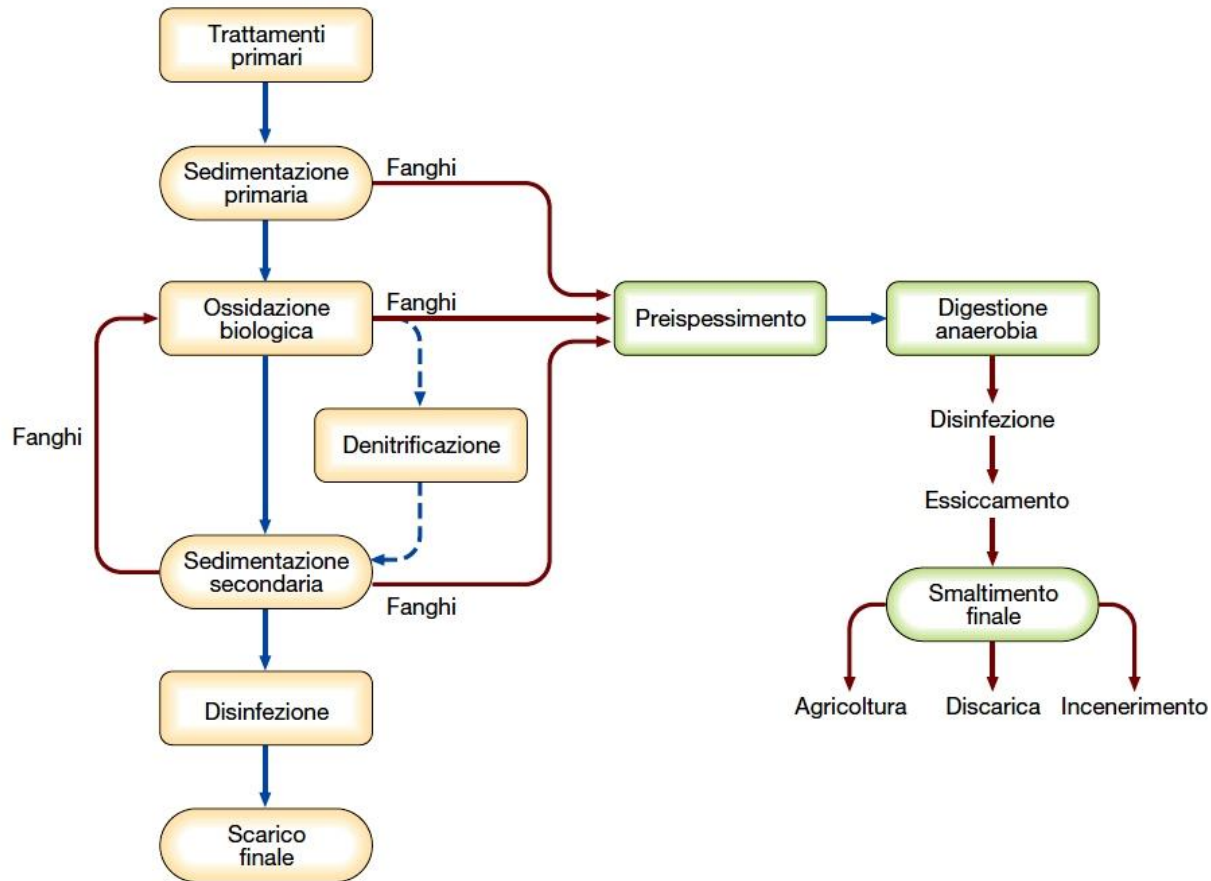 Trattamenti
primari
Sedimentazione
primaria
Fanghi
Ossidazione
biologica
Fanghi
Preispessimento
Digestione
anaerobia
Fanghi
Denitrificazione
Disinfezione
Essiccamento
Sedimentazione
secondaria
Fanghi
Smaltimento
finale
Disinfezione
Agricoltura
Discarica
Incenerimento
Scarico
finale